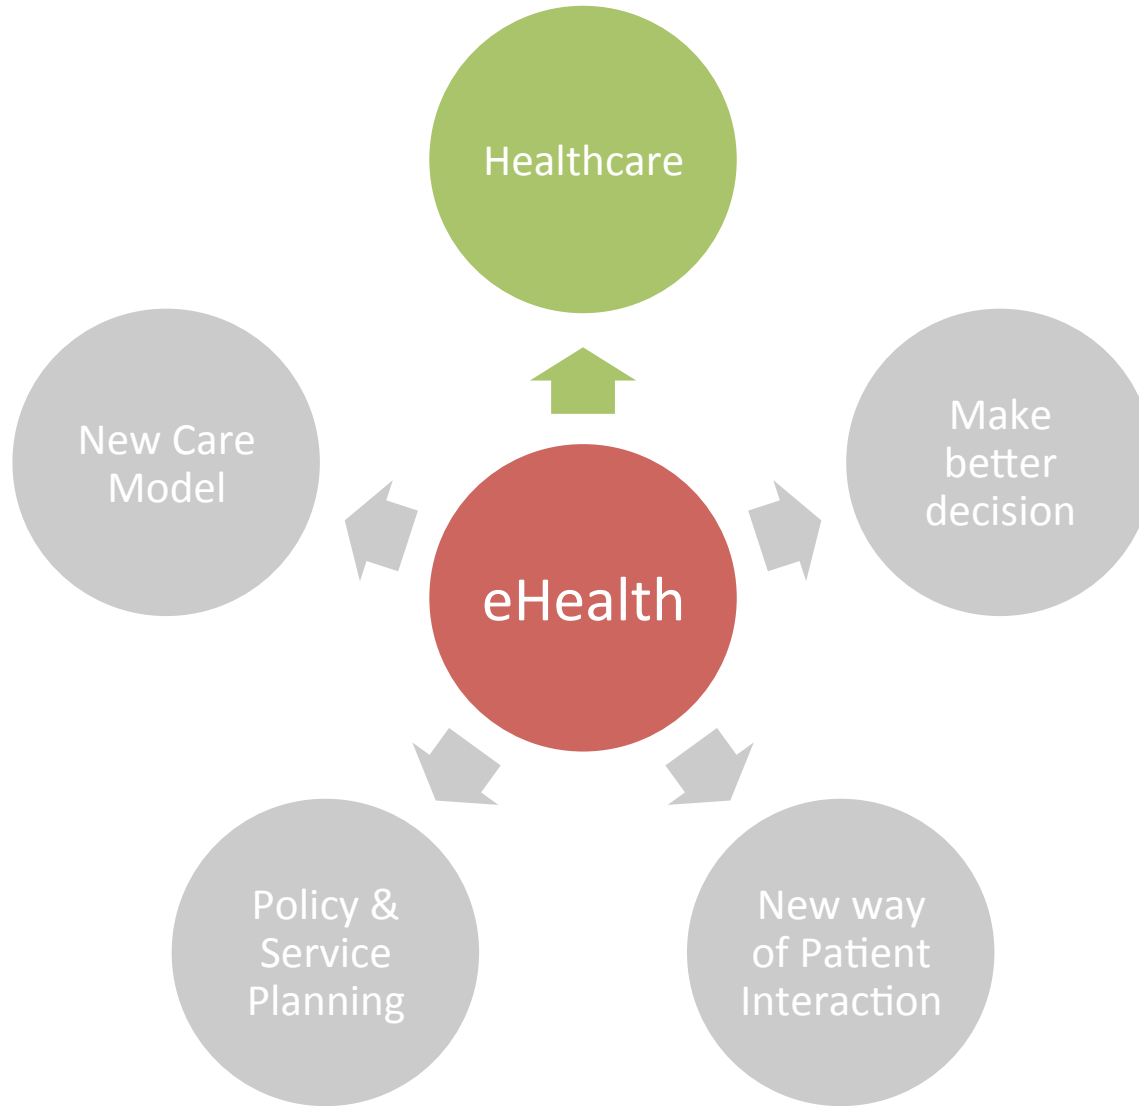 Healthcare
New Care
Model
Make
better
decision
eHealth
Policy &
Service
Planning
New way
of Patient
Interaction